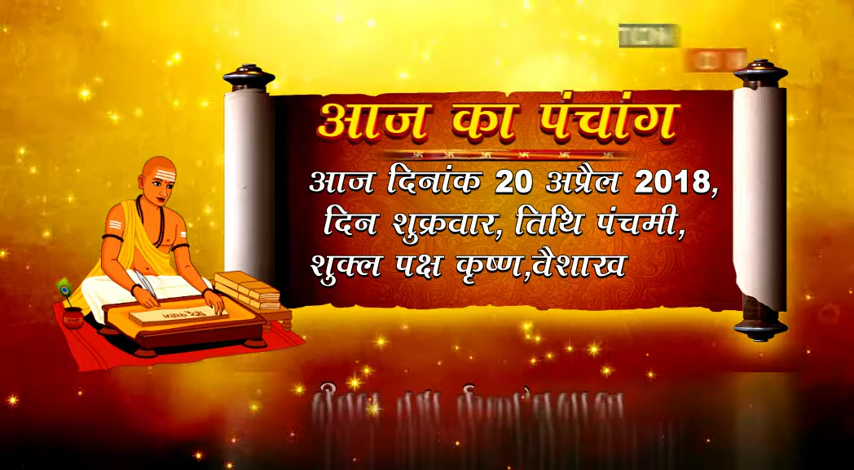 आज का पंचांग
आज दिनांक 20 अप्रैल 2018,
दिन शुक्रवार, तिथि पंचमी,
शुक्ल पक्ष कृष्ण,वैशाख